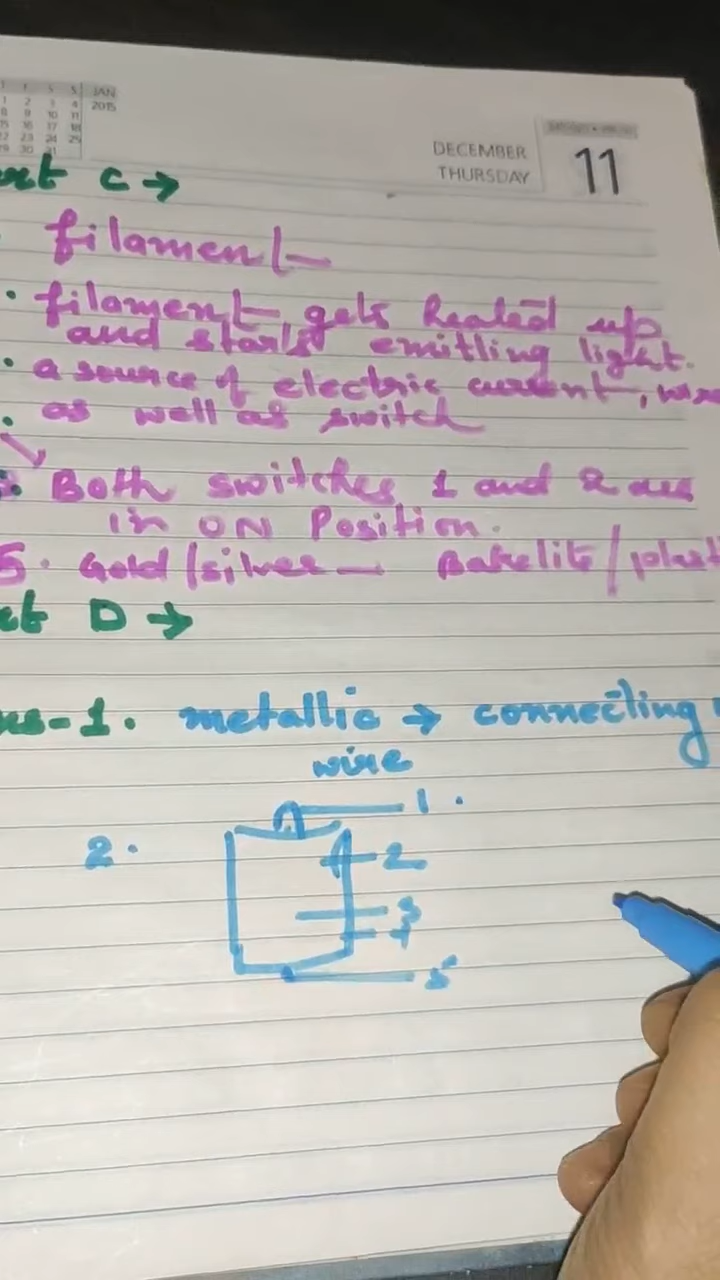 JAN
2015
DECEMBER
THURSDAY
11
C →
filament
• filament gets heated up
and starts emitting light.
• a source of electric current,
• as well as switch
Both switches 1 and 2 are
in ON Position.
5. Gold/silver — Bakelite/plasti
D →
-1. metallic → connecting
wire
1.
2.
2
3
4
5